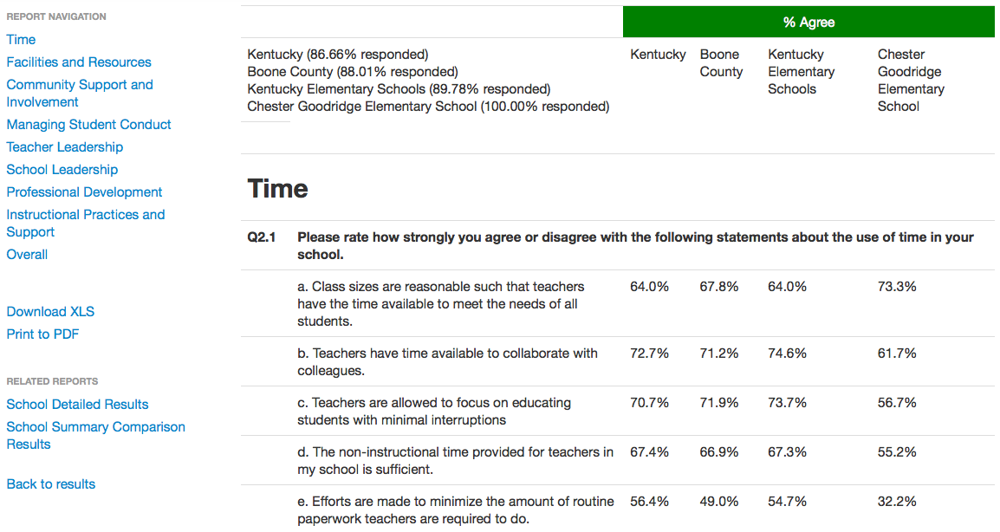 REPORT NAVIGATION
Time
Facilities and Resources
Community Support and
Involvement
Managing Student Conduct
Teacher Leadership
School Leadership
Professional Development
Instructional Practices and
Support
Overall
Download XLS
Print to PDF
RELATED REPORTS
School Detailed Results
School Summary Comparison
Results
Back to results
% Agree
Kentucky (86.66% responded)
Boone County (88.01% responded)
Kentucky Elementary Schools (89.78% responded)
Chester Goodridge Elementary School (100.00% responded)
Kentucky
Boone
County
Kentucky
Elementary
Schools
Chester
Goodridge
Elementary
School
Time
Q2.1 Please rate how strongly you agree or disagree with the following statements about the use of time in your
school.
a. Class sizes are reasonable such that teachers 64.0% 67.8% 64.0% 73.3%
have the time available to meet the needs of all
students.
b. Teachers have time available to collaborate with 72.7% 71.2% 74.6% 61.7%
colleagues.
c. Teachers are allowed to focus on educating 70.7% 71.9% 73.7% 56.7%
students with minimal interruptions
d. The non-instructional time provided for teachers in 67.4% 66.9% 67.3% 55.2%
my school is sufficient.
e. Efforts are made to minimize the amount of routine 56.4% 49.0% 54.7% 32.2%
paperwork teachers are required to do.